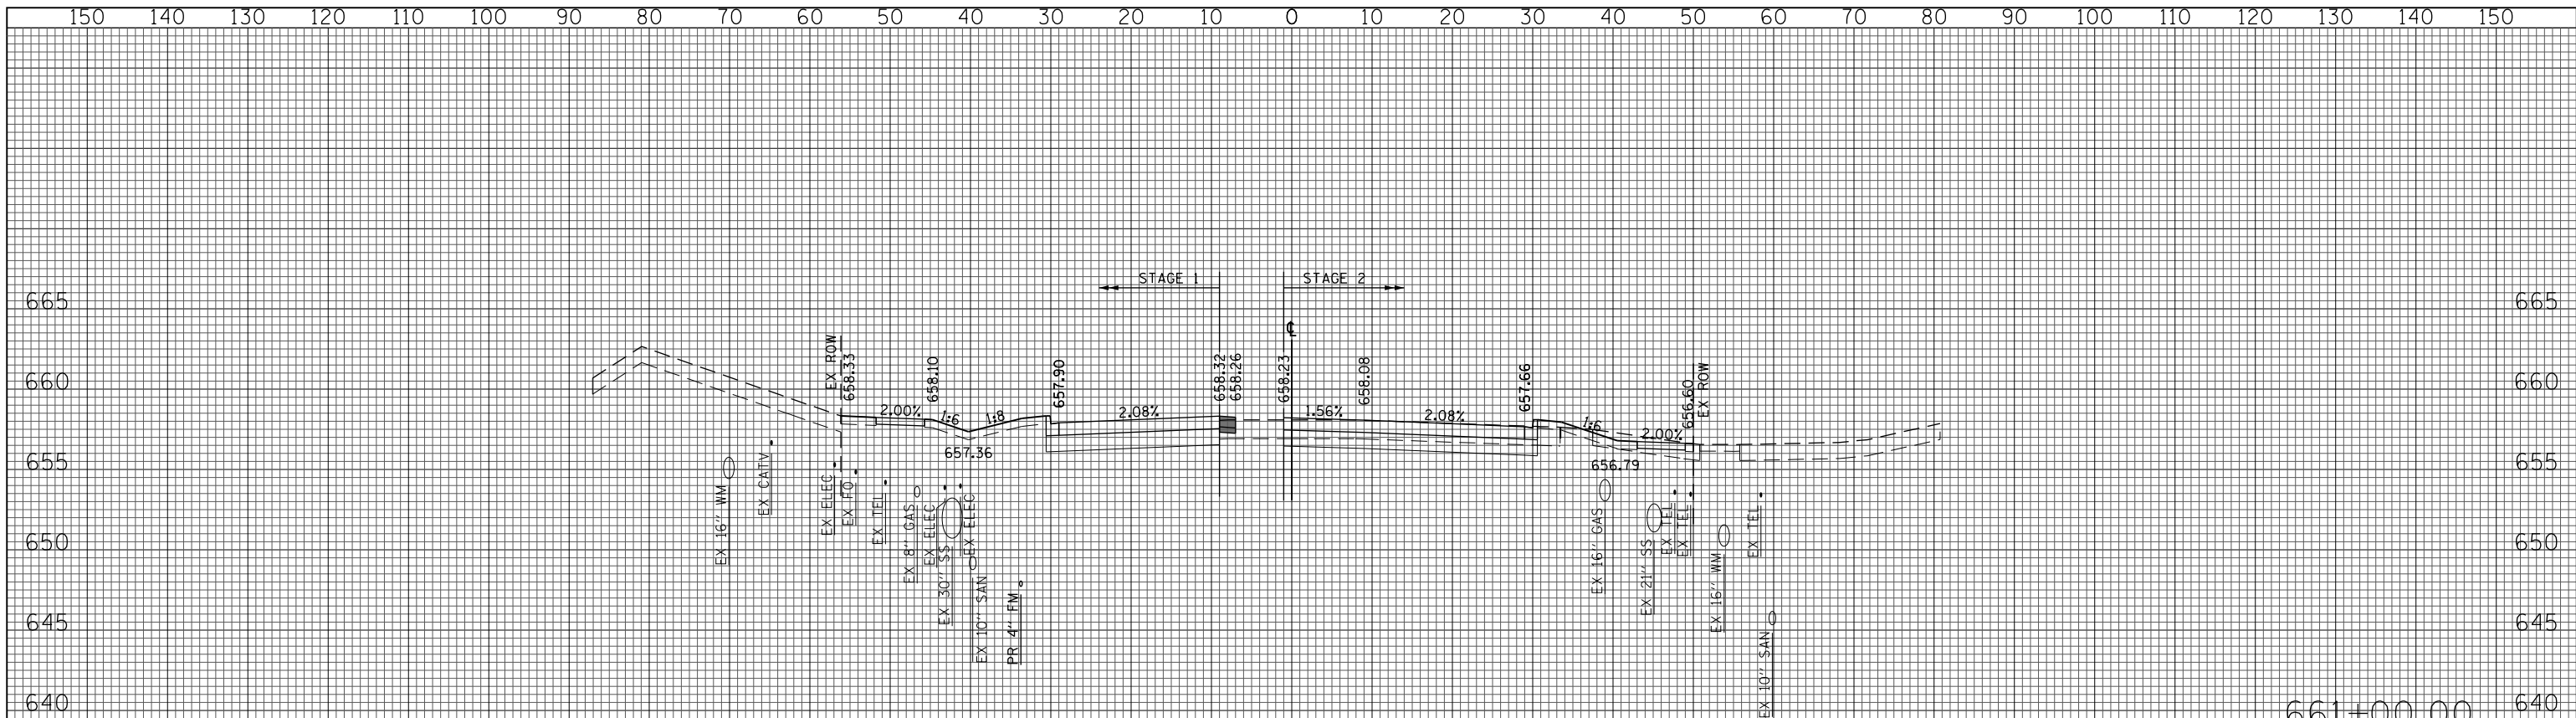 150 140 130 120 110 100 90 80 70 60 50 40 30 20 10 0 10 20 30 40 50 60 70 80 90 100 110 120 130 140 150
STAGE 1 STAGE 2
665 665
℄
EX ROW
658.33
658.10
657.90
658.32
658.26
658.23
658.08
657.66
656.60
EX ROW
660 660
2.00% 1:6 1:8 2.08% 1.56% 2.08% 1:6 2.00%
657.36
656.79
655 655
EX 16'' WM
EX CATV
EX ELEC
EX FO
EX TEL
EX 8'' GAS
EX ELEC
EX 30'' SS
EX ELEC
EX 10'' SAN
PR 4'' FM
EX 16'' GAS
EX 21'' SS
EX TEL
EX TEL
EX 16'' WM
EX TEL
EX 10'' SAN
650 650
645 645
640 640
661+00.00